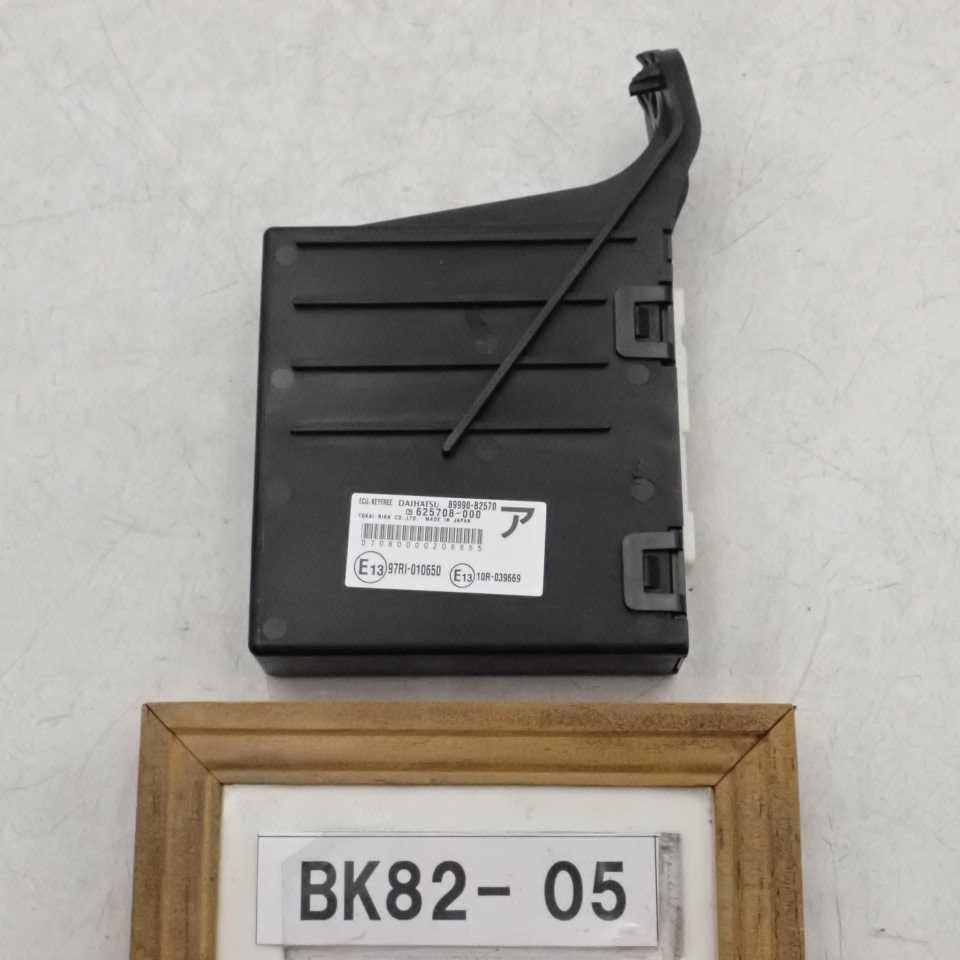 ECU, KEYFREE DAIHATSU 89990-B2570
625708-000
TOKAI RIKA CO., LTD. MADE IN JAPAN
ア
07080000206655
E13 97RI-010650
E13 10R-039669
BK82-05